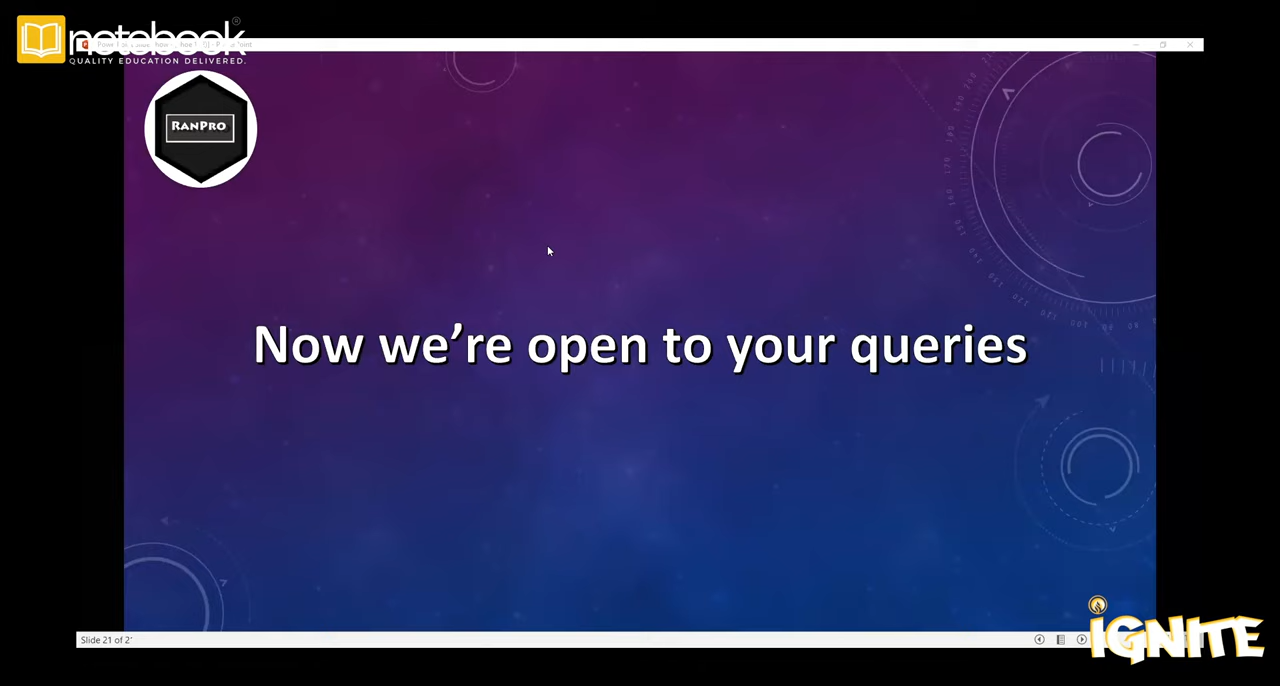 notebook
QUALITY EDUCATION DELIVERED.
RANPRO
Now we’re open to your queries
Slide 21 of 2
IGNITE